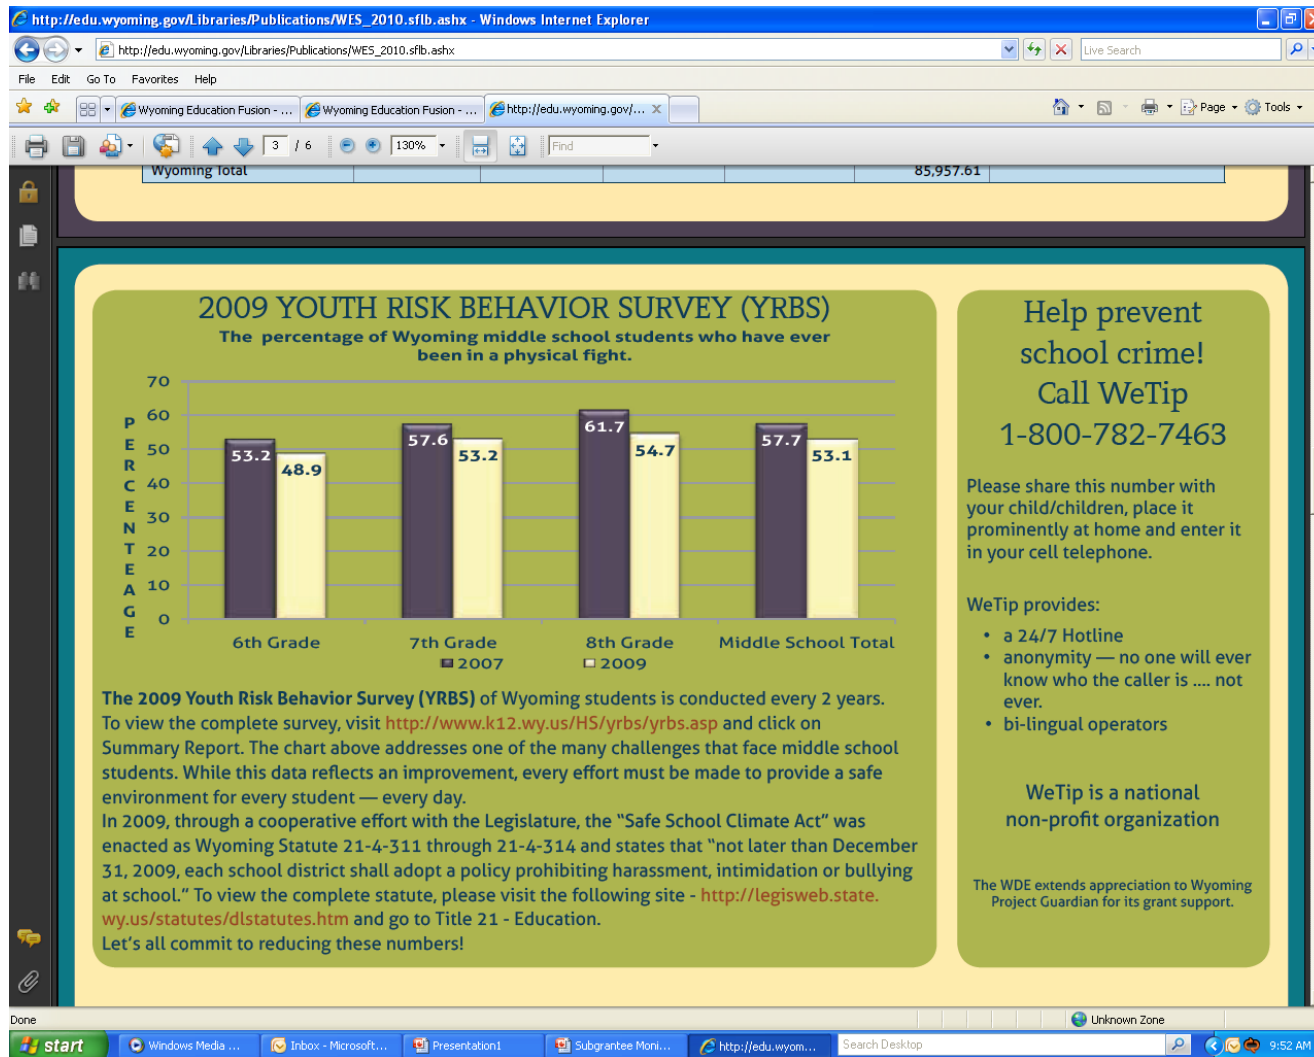 http://edu.wyoming.gov/Libraries/Publications/WES_2010.sflb.ashx - Windows Internet Explorer
http://edu.wyoming.gov/Libraries/Publications/WES_2010.sflb.ashx
Live Search
File Edit Go To Favorites Help
Wyoming Education Fusion - ... Wyoming Education Fusion - ... http://edu.wyoming.gov/... X
Page Tools
3 / 6 130% Find
Wyoming Total 85,957.61
2009 YOUTH RISK BEHAVIOR SURVEY (YRBS)
The percentage of Wyoming middle school students who have ever
been in a physical fight.
PERCENTEAGE
70
60
50
40
30
20
10
0
53.2
48.9
57.6
53.2
61.7
54.7
57.7
53.1
6th Grade 7th Grade 8th Grade Middle School Total
2007 2009
The 2009 Youth Risk Behavior Survey (YRBS) of Wyoming students is conducted every 2 years.
To view the complete survey, visit http://www.k12.wy.us/HS/yrbs/yrbs.asp and click on
Summary Report. The chart above addresses one of the many challenges that face middle school
students. While this data reflects an improvement, every effort must be made to provide a safe
environment for every student — every day.
In 2009, through a cooperative effort with the Legislature, the “Safe School Climate Act” was
enacted as Wyoming Statute 21-4-311 through 21-4-314 and states that “not later than December
31, 2009, each school district shall adopt a policy prohibiting harassment, intimidation or bullying
at school.” To view the complete statute, please visit the following site - http://legisweb.state.
wy.us/statutes/dlstatutes.htm and go to Title 21 - Education.
Let’s all commit to reducing these numbers!
Help prevent
school crime!
Call WeTip
1-800-782-7463
Please share this number with
your child/children, place it
prominently at home and enter it
in your cell telephone.
WeTip provides:
• a 24/7 Hotline
• anonymity — no one will ever
know who the caller is .... not
ever.
• bi-lingual operators
WeTip is a national
non-profit organization
The WDE extends appreciation to Wyoming
Project Guardian for its grant support.
Done
Unknown Zone
start Windows Media ... Inbox - Microsoft... Presentation1 Subgrantee Moni... http://edu.wyom... Search Desktop 9:52 AM